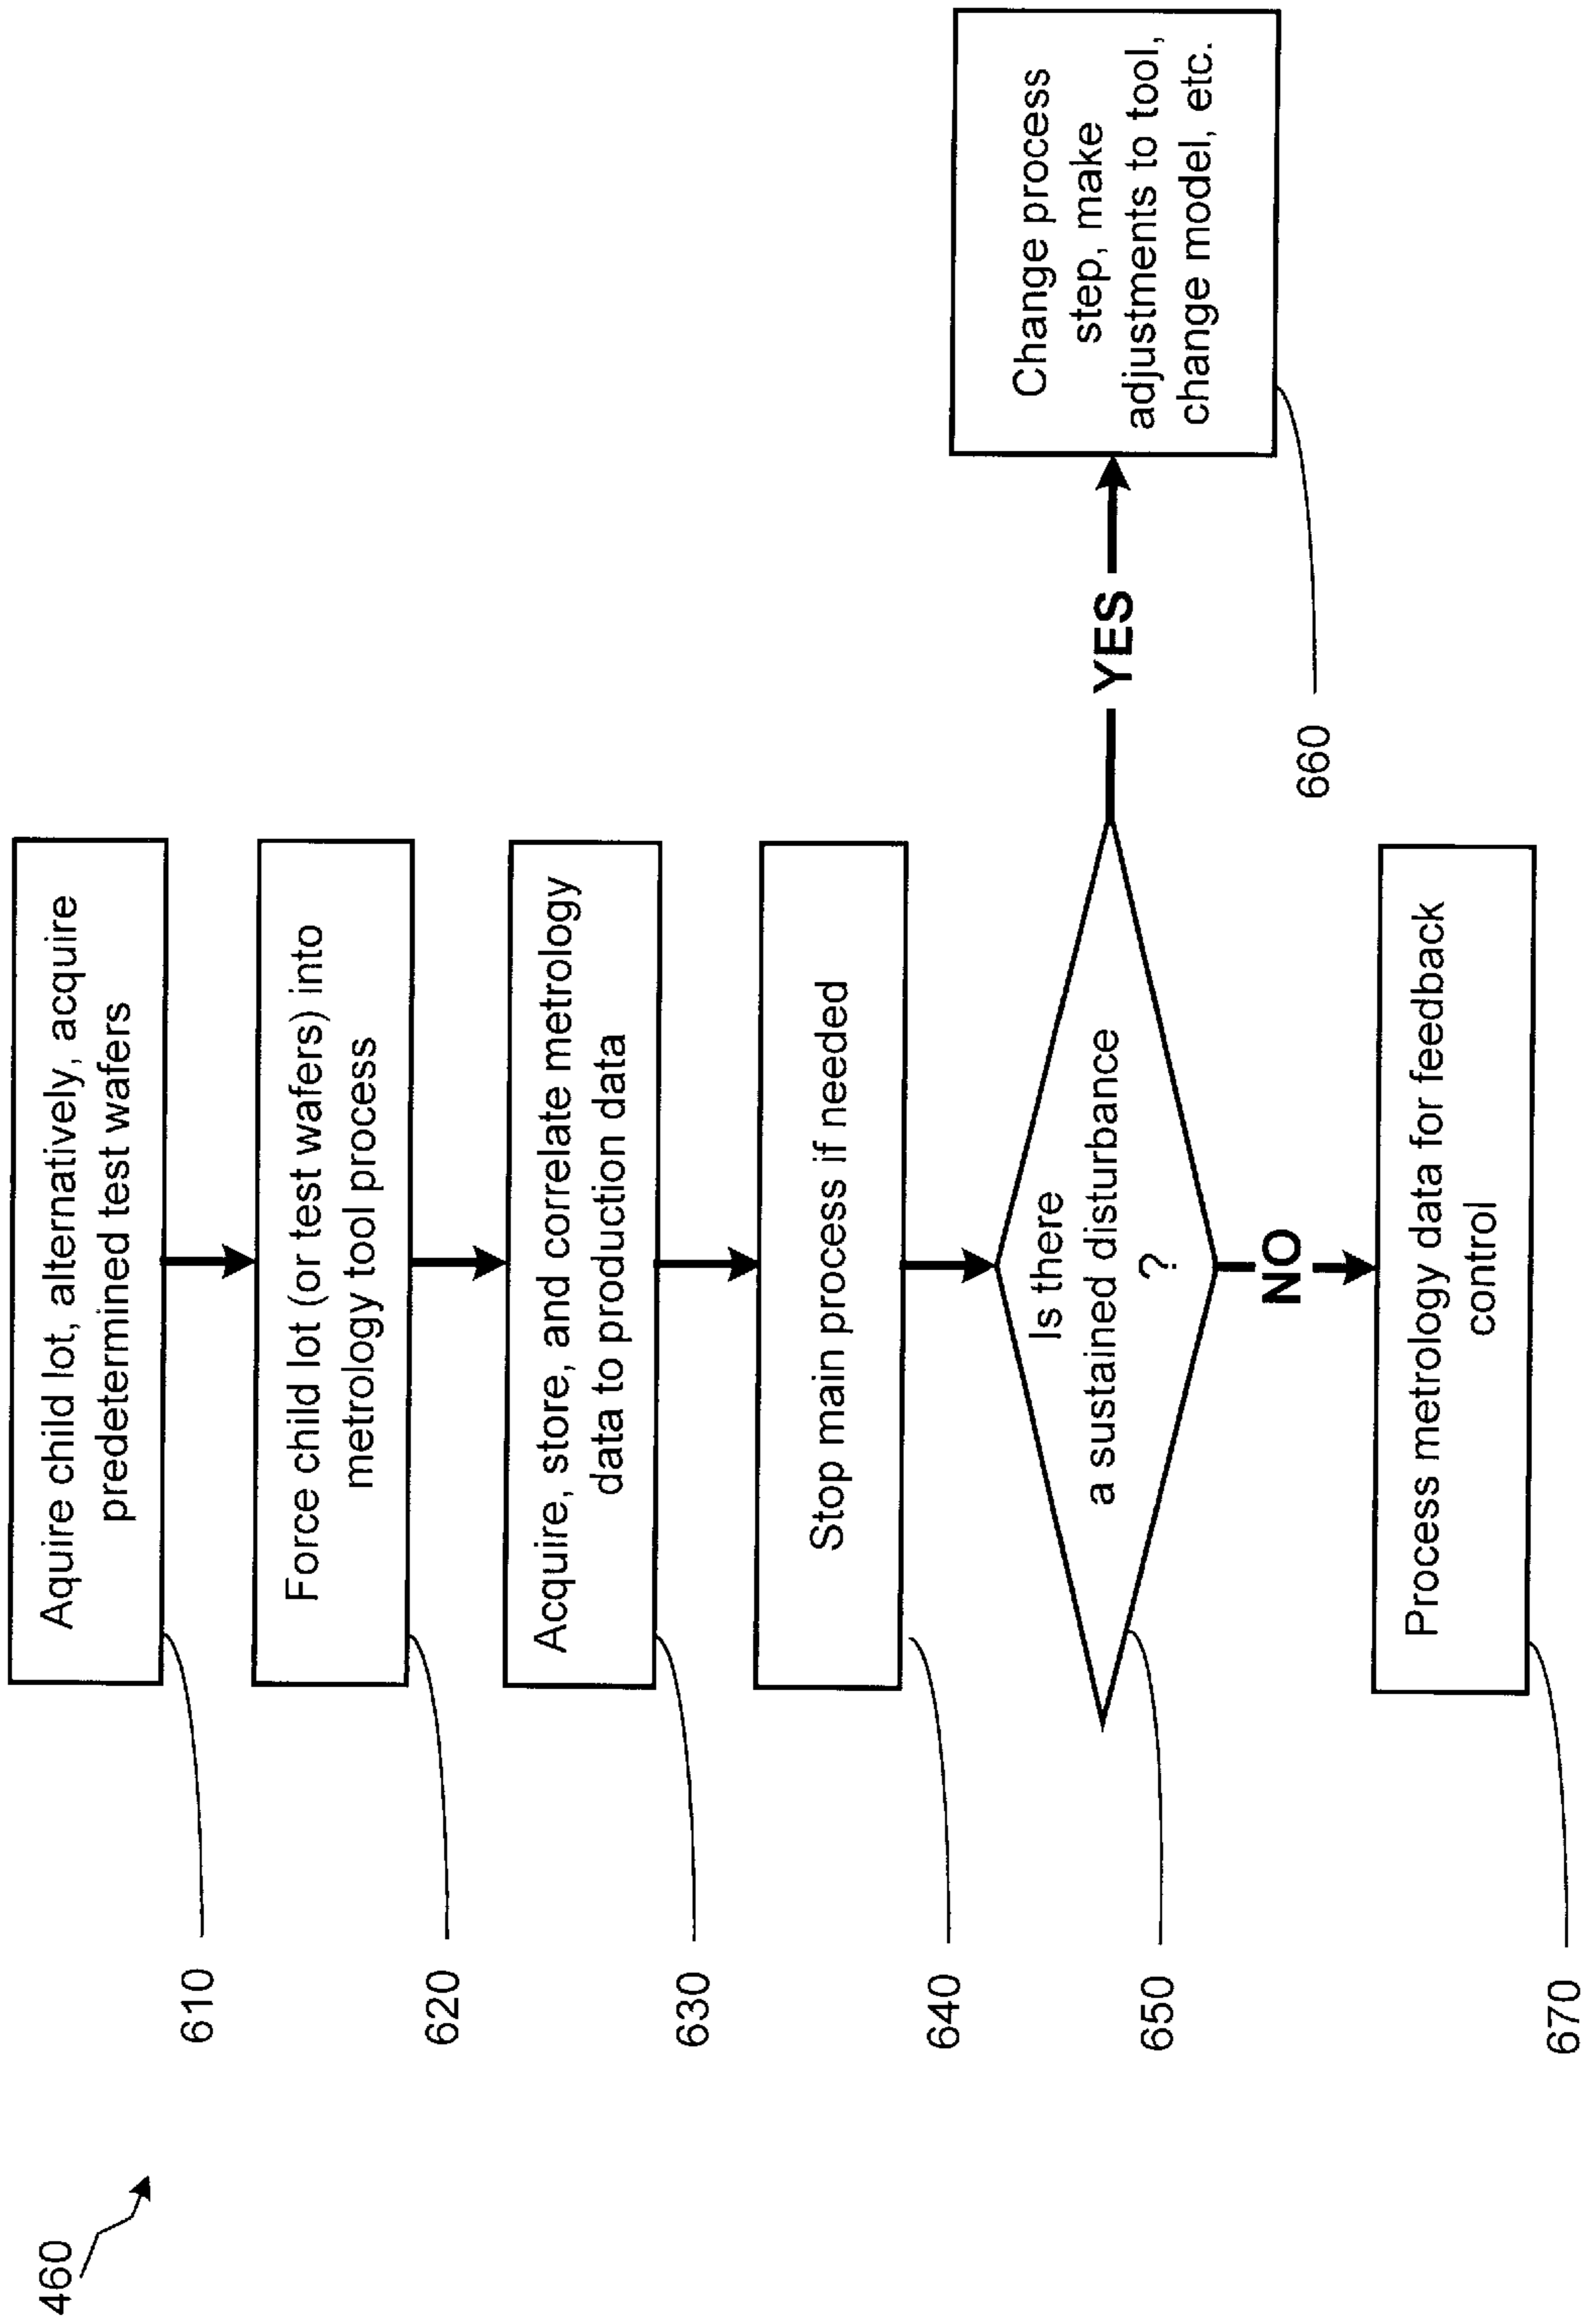 460
Aquire child lot, alternatively, acquire
predetermined test wafers
610
Force child lot (or test wafers) into
metrology tool process
620
Acquire, store, and correlate metrology
data to production data
630
Stop main process if needed
640
Is there
a sustained disturbance
?
650
YES
Change process
step, make
adjustments to tool,
change model, etc.
660
NO
Process metrology data for feedback
control
670